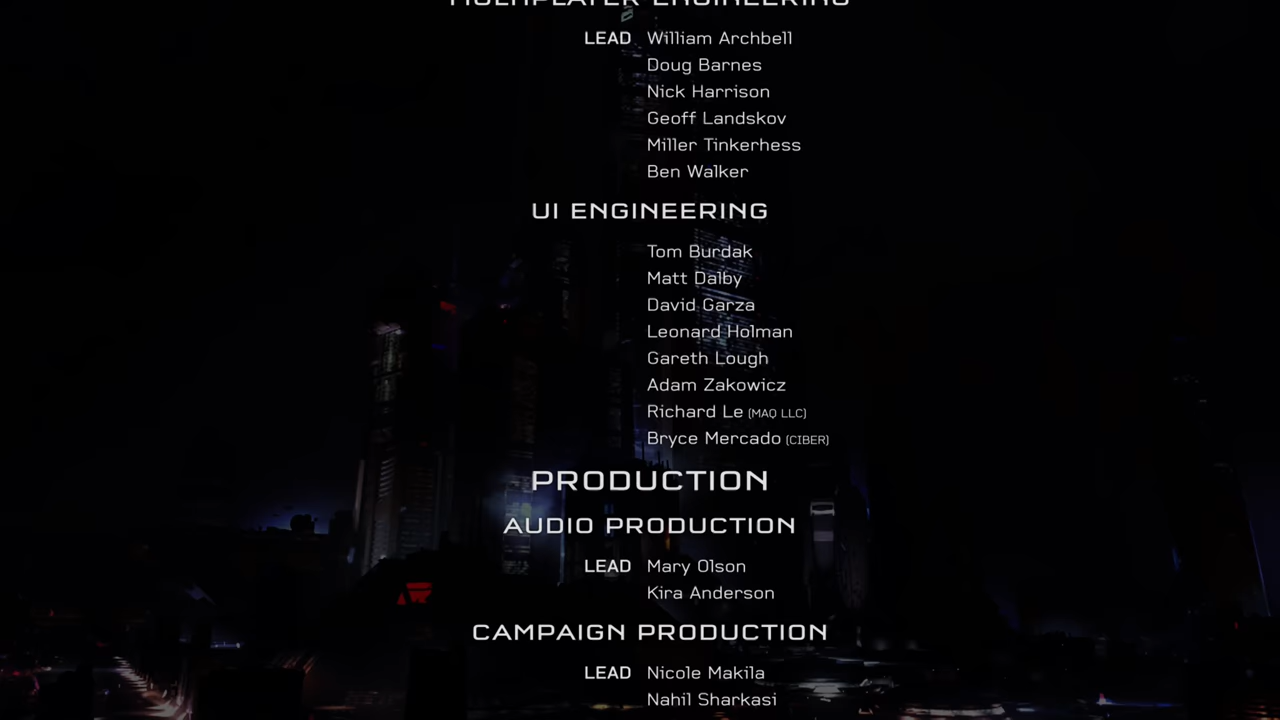 MULTIPLAYER ENGINEERING
LEAD William Archbell
Doug Barnes
Nick Harrison
Geoff Landskov
Miller Tinkerhess
Ben Walker
UI ENGINEERING
Tom Burdak
Matt Dalby
David Garza
Leonard Holman
Gareth Lough
Adam Zakowicz
Richard Le (MAQ LLC)
Bryce Mercado (CIBER)
PRODUCTION
AUDIO PRODUCTION
LEAD Mary Olson
Kira Anderson
CAMPAIGN PRODUCTION
LEAD Nicole Makila
Nahil Sharkasi